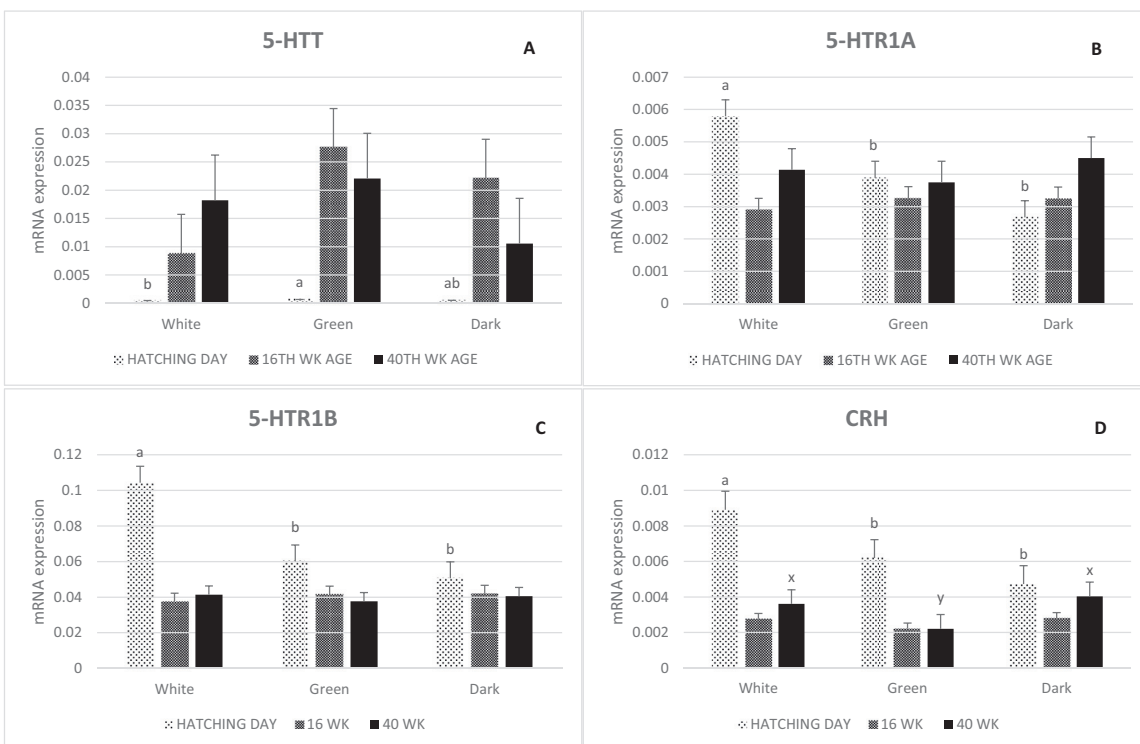 5-HTT
A
0.04
0.035
0.03
0.025
0.02
0.015
0.01
0.005
0
mRNA expression
b
a
ab
White
Green
Dark
HATCHING DAY
16TH WK AGE
40TH WK AGE
5-HTR1A
B
0.007
0.006
0.005
0.004
0.003
0.002
0.001
0
mRNA expression
a
b
b
White
Green
Dark
HATCHING DAY
16TH WK AGE
40TH WK AGE
5-HTR1B
C
0.12
0.1
0.08
0.06
0.04
0.02
0
mRNA expression
a
b
b
White
Green
Dark
HATCHING DAY
16 WK
40 WK
CRH
D
0.012
0.01
0.008
0.006
0.004
0.002
0
mRNA expression
a
x
b
y
b
x
White
Green
Dark
HATCHING DAY
16 WK
40 WK